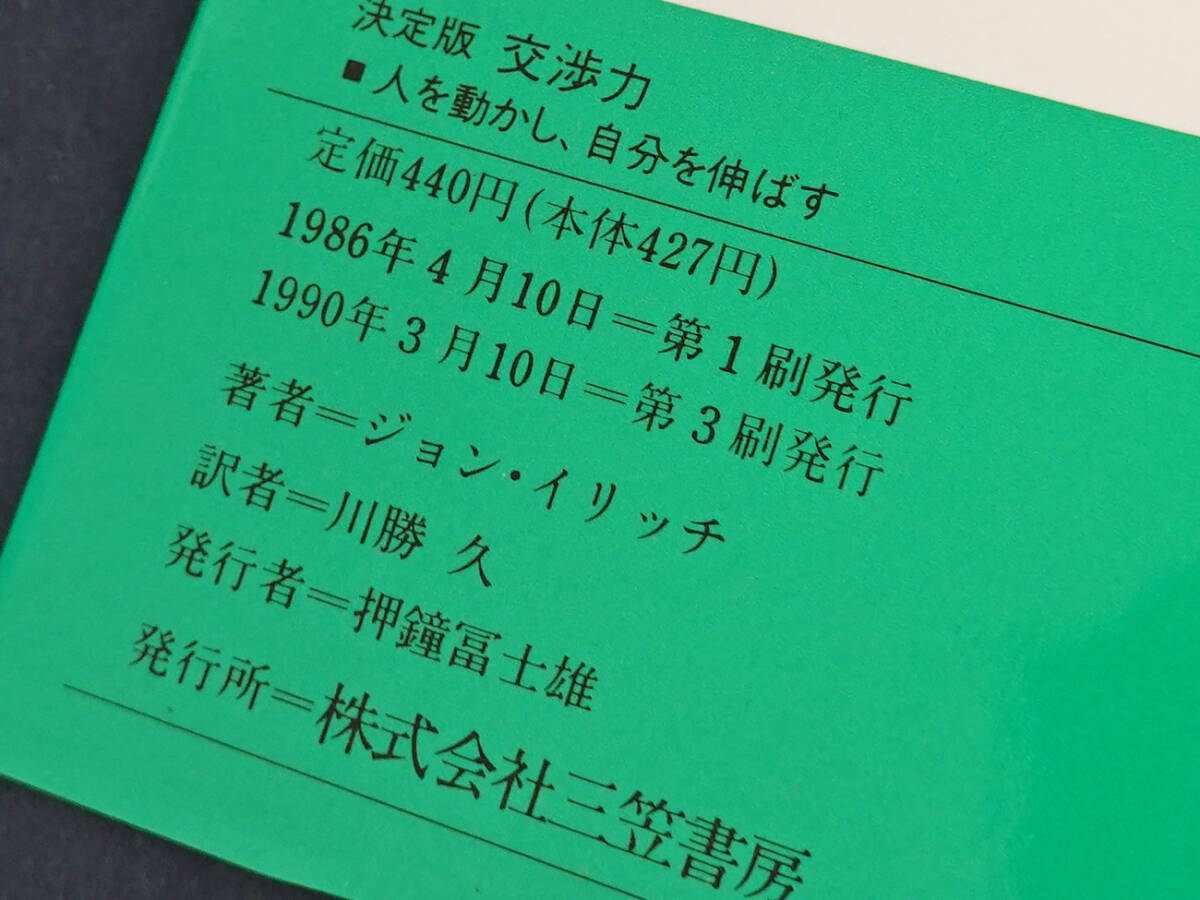 決定版 交渉力
■人を動かし、自分を伸ばす
定価440円(本体427円)
1986年4月10日=第1刷発行
1990年3月10日=第3刷発行
著者=ジョン・イリッチ
訳者=川勝 久
発行者=押鐘冨士雄
発行所=株式会社三笠書房